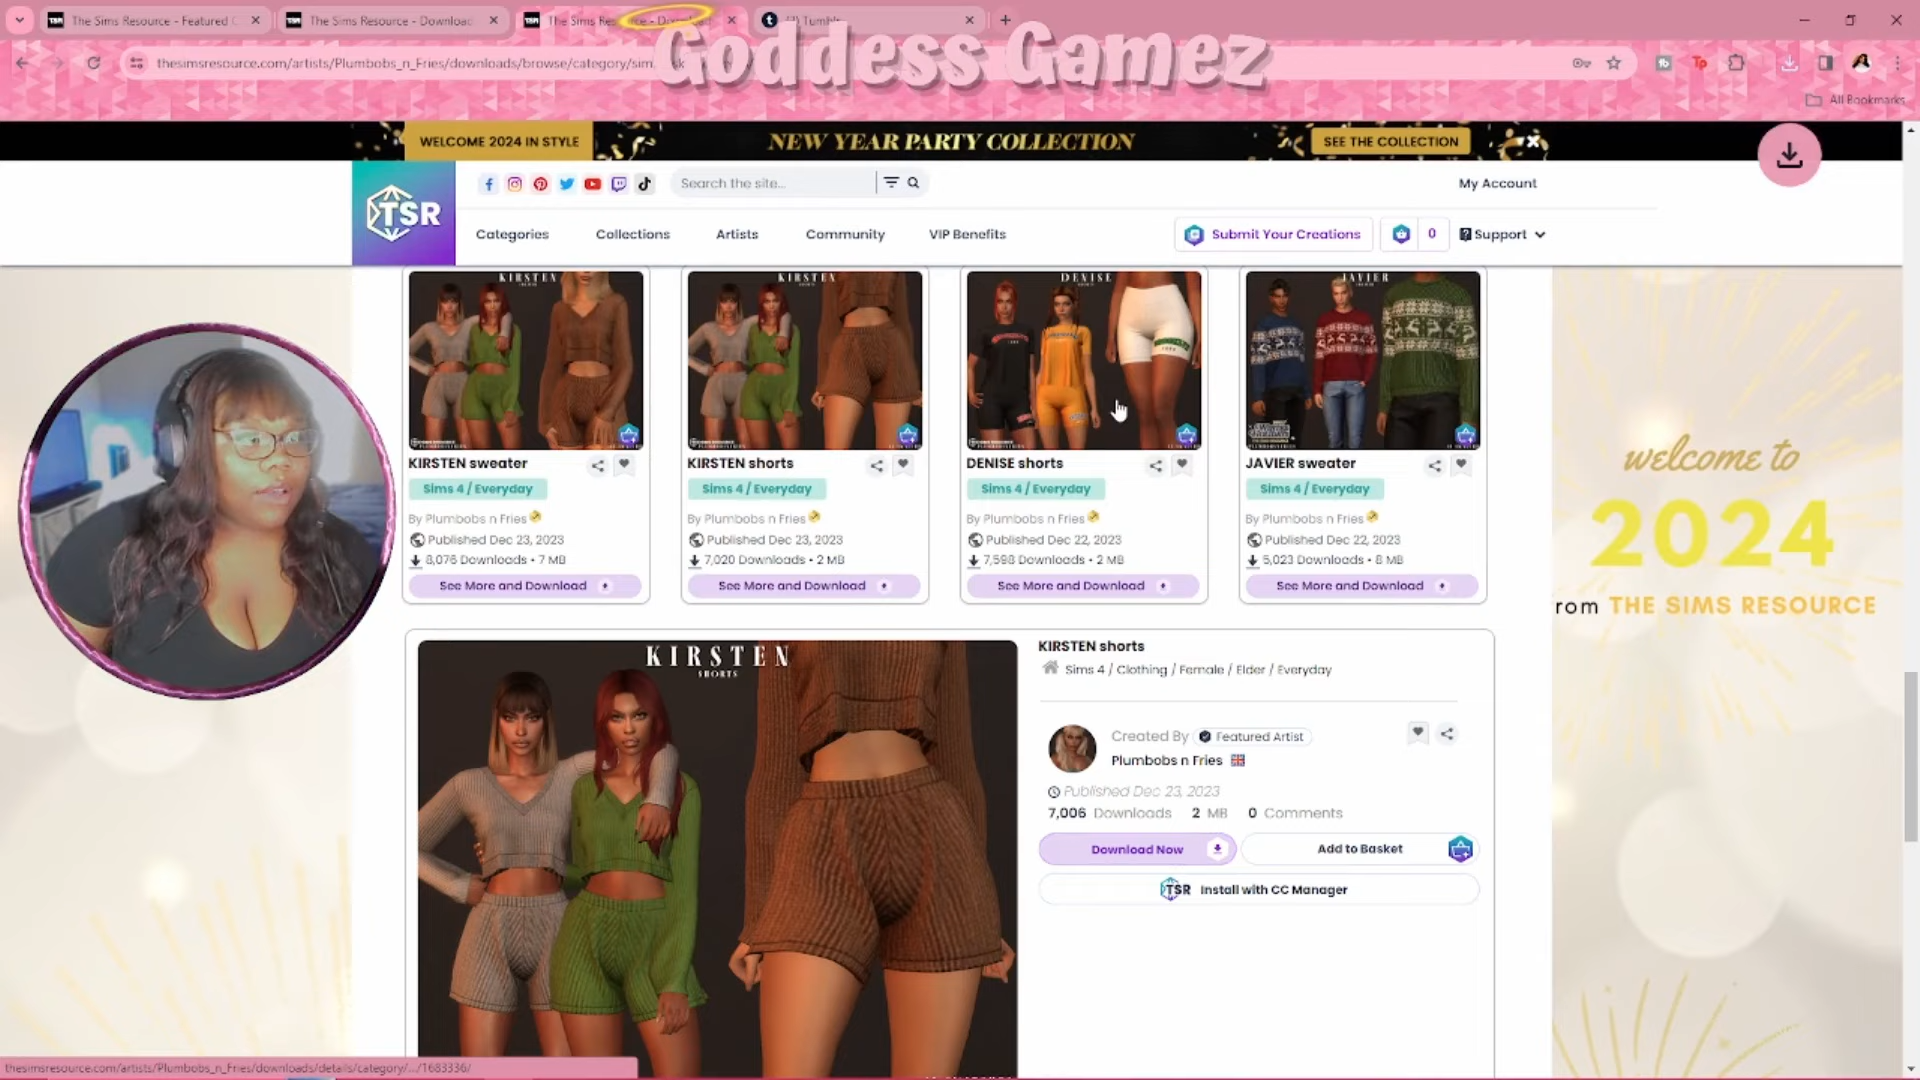 The Sims Resource - Featured
The Sims Resource - Download
The Sims Res
Tumblr
Goddess Gamez
thesimsresource.com/artists/Plumbobs_n_Fries/downloads/browse/category/sim
All Bookmarks
WELCOME 2024 IN STYLE
NEW YEAR PARTY COLLECTION
SEE THE COLLECTION
TSR
Search the site...
My Account
Categories
Collections
Artists
Community
VIP Benefits
Submit Your Creations
0
Support
KIRSTEN
KIRSTEN
SHORTS
DENISE
SHORTS
JAVIER
KIRSTEN sweater
Sims 4 / Everyday
By Plumbobs n Fries
Published Dec 23, 2023
8,076 Downloads • 7 MB
See More and Download
KIRSTEN shorts
Sims 4 / Everyday
By Plumbobs n Fries
Published Dec 23, 2023
7,020 Downloads • 2 MB
See More and Download
DENISE shorts
Sims 4 / Everyday
By Plumbobs n Fries
Published Dec 22, 2023
7,598 Downloads • 2 MB
See More and Download
JAVIER sweater
Sims 4 / Everyday
By Plumbobs n Fries
Published Dec 22, 2023
5,023 Downloads • 8 MB
See More and Download
welcome to
2024
rom THE SIMS RESOURCE
KIRSTEN
SHORTS
KIRSTEN shorts
Sims 4 / Clothing / Female / Elder / Everyday
Created By Featured Artist
Plumbobs n Fries
Published Dec 23, 2023
7,006 Downloads 2 MB 0 Comments
Download Now
Add to Basket
TSR Install with CC Manager
thesimsresource.com/artists/Plumbobs_n_Fries/downloads/details/category/.../1683336/